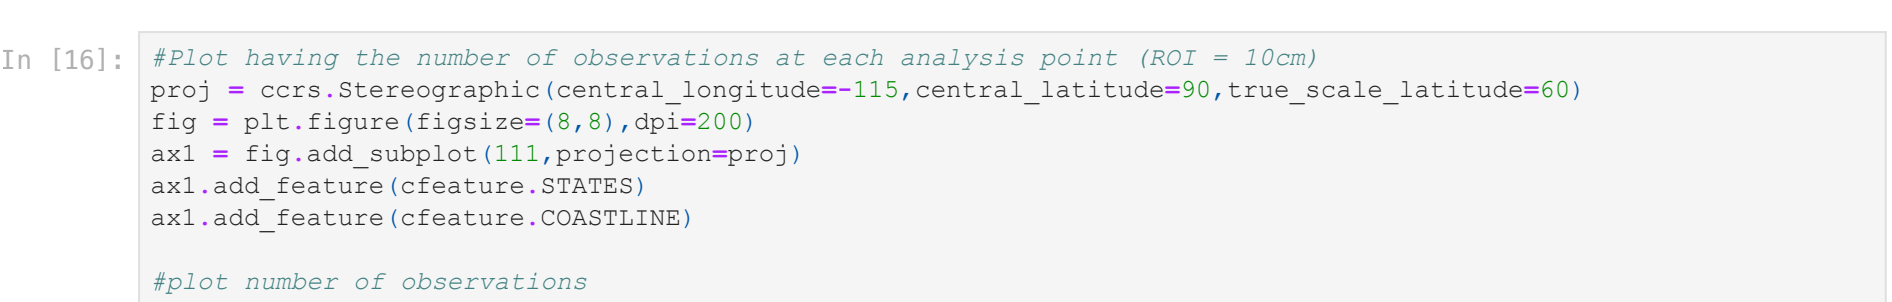 In [16]: #Plot having the number of observations at each analysis point (ROI = 10cm)
proj = ccrs.Stereographic(central_longitude=-115,central_latitude=90,true_scale_latitude=60)
fig = plt.figure(figsize=(8,8),dpi=200)
ax1 = fig.add_subplot(111,projection=proj)
ax1.add_feature(cfeature.STATES)
ax1.add_feature(cfeature.COASTLINE)
#plot number of observations